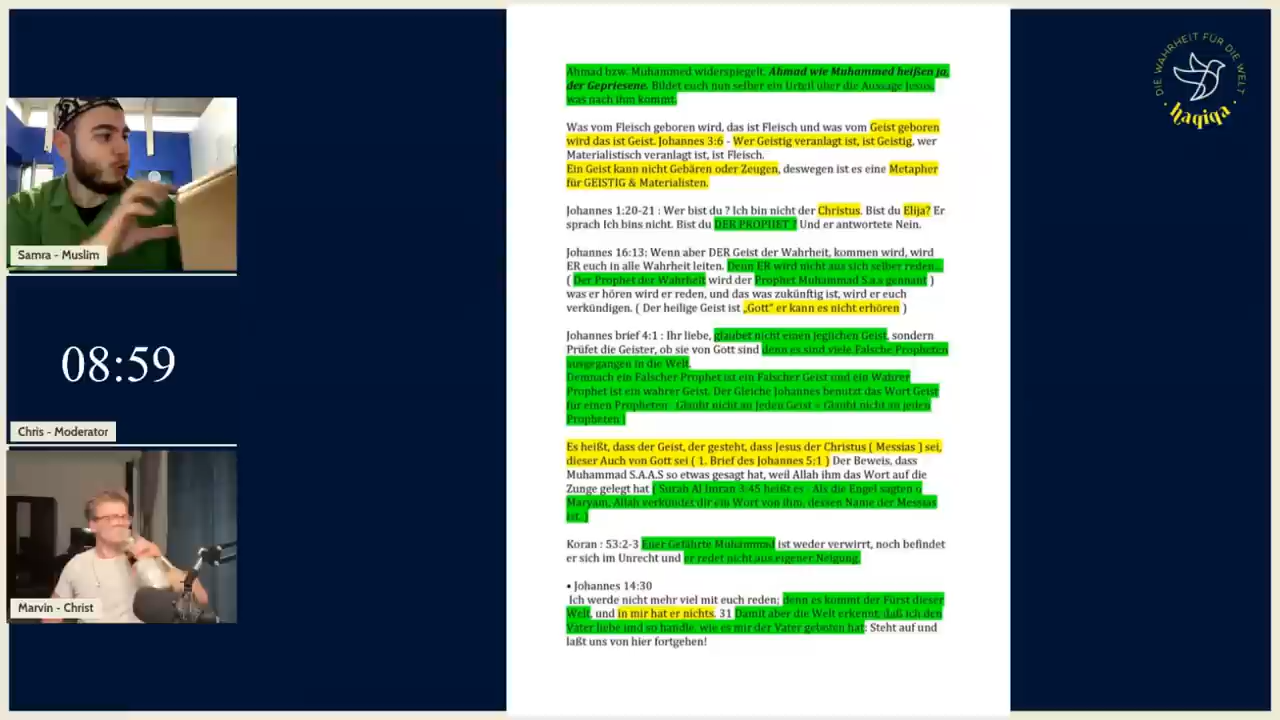 Ahmad bzw. Muhammed widerspiegelt. Ahmad wie Muhammed heißen ja,
der Gepriesene. Bildet euch nun selber ein Urteil über die Aussage Jesus,
was nach ihm kommt.
Was vom Fleisch geboren wird, das ist Fleisch und was vom Geist geboren
wird das ist Geist. Johannes 3:6 - Wer Geistig veranlagt ist, ist Geistig, wer
Materialistisch veranlagt ist, ist Fleisch.
Ein Geist kann nicht Gebären oder Zeugen, deswegen ist es eine Metapher
für GEISTIG & Materialisten.
Johannes 1:20-21 : Wer bist du ? Ich bin nicht der Christus. Bist du Elija? Er
sprach Ich bins nicht. Bist du DER PROPHET ? Und er antwortete Nein.
Johannes 16:13: Wenn aber DER Geist der Wahrheit, kommen wird, wird
ER euch in alle Wahrheit leiten. Denn ER wird nicht aus sich selber reden...
( Der Prophet der Wahrheit wird der Prophet Muhammad S.a.a gennant )
was er hören wird er reden, und das was zukünftig ist, wird er euch
verkündigen. ( Der heilige Geist ist „Gott“ er kann es nicht erhören )
Johannes brief 4:1 : Ihr liebe, glaubet nicht einen jeglichen Geist, sondern
Prüfet die Geister, ob sie von Gott sind denn es sind viele Falsche Propheten
ausgegangen in die Welt.
Demnach ein Falscher Prophet ist ein Falscher Geist und ein Wahrer
Prophet ist ein wahrer Geist. Der Gleiche Johannes benutzt das Wort Geist
für einen Propheten. Glaubt nicht an Jeden Geist = Glaubt nicht an jeden
Propheten )
Es heißt, dass der Geist, der gesteht, dass Jesus der Christus ( Messias ) sei,
dieser Auch von Gott sei ( 1. Brief des Johannes 5:1 ) Der Beweis, dass
Muhammad S.A.A.S so etwas gesagt hat, weil Allah ihm das Wort auf die
Zunge gelegt hat ( Surah Al Imran 3:45 heißt es : Als die Engel sagten o
Maryam, Allah verkündet dir ein Wort von ihm, dessen Name der Messias
ist. )
Koran : 53:2-3 Euer Gefährte Muhammad ist weder verwirrt, noch befindet
er sich im Unrecht und er redet nicht aus eigener Neigung.
• Johannes 14:30
Ich werde nicht mehr viel mit euch reden; denn es kommt der Fürst dieser
Welt, und in mir hat er nichts. 31 Damit aber die Welt erkennt, daß ich den
Vater liebe und so handle, wie es mir der Vater geboten hat: Steht auf und
laßt uns von hier fortgehen!
Samra - Muslim
08:59
Chris - Moderator
Marvin - Christ
DIE WAHRHEIT FÜR DIE WELT
haqiqa